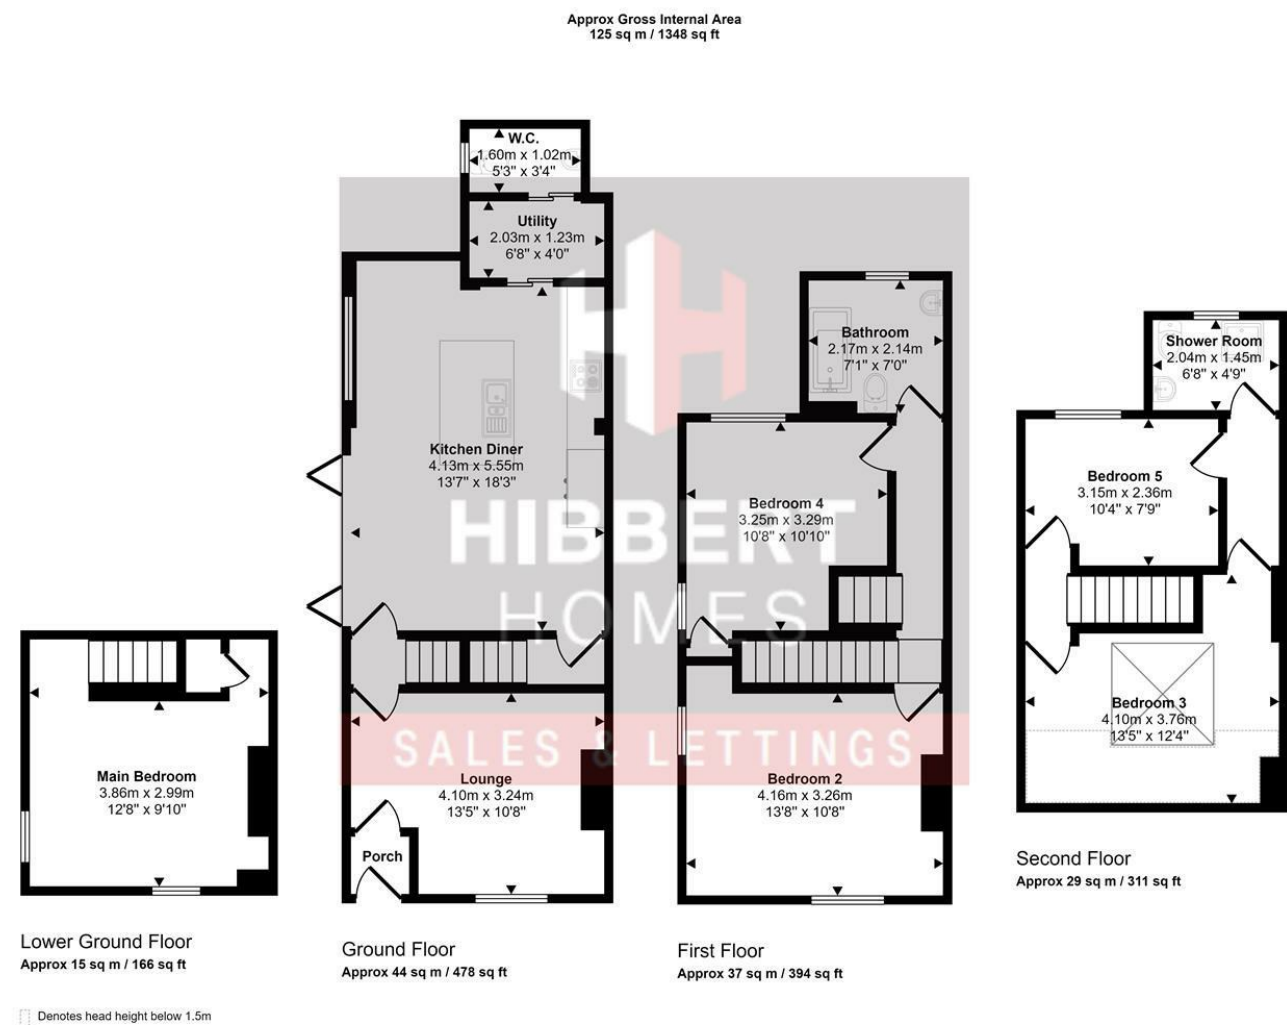 Approx Gross Internal Area
125 sq m / 1348 sq ft
W.C.
1.60m x 1.02m
5'3" x 3'4"
Utility
2.03m x 1.23m
6'8" x 4'0"
Kitchen Diner
4.13m x 5.55m
13'7" x 18'3"
Bathroom
2.17m x 2.14m
7'1" x 7'0"
Shower Room
2.04m x 1.45m
6'8" x 4'9"
Bedroom 4
3.25m x 3.29m
10'8" x 10'10"
Bedroom 5
3.15m x 2.36m
10'4" x 7'9"
HIBBERT
HOMES
SALES & LETTINGS
Main Bedroom
3.86m x 2.99m
12'8" x 9'10"
Lounge
4.10m x 3.24m
13'5" x 10'8"
Porch
Bedroom 2
4.16m x 3.26m
13'8" x 10'8"
Bedroom 3
4.10m x 3.76m
13'5" x 12'4"
Lower Ground Floor
Approx 15 sq m / 166 sq ft
Ground Floor
Approx 44 sq m / 478 sq ft
First Floor
Approx 37 sq m / 394 sq ft
Second Floor
Approx 29 sq m / 311 sq ft
Denotes head height below 1.5m